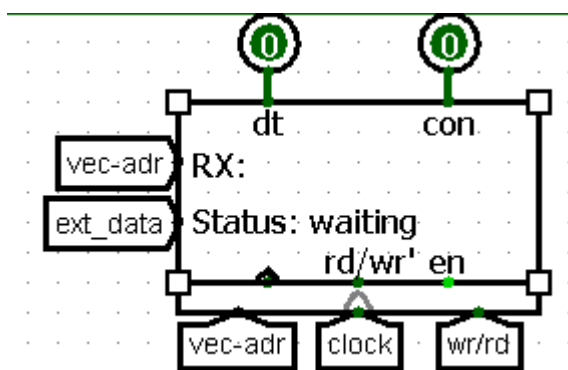 0 0
dt con
vec-adr RX:
ext_data Status: waiting
rd/wr' en
vec-adr clock wr/rd